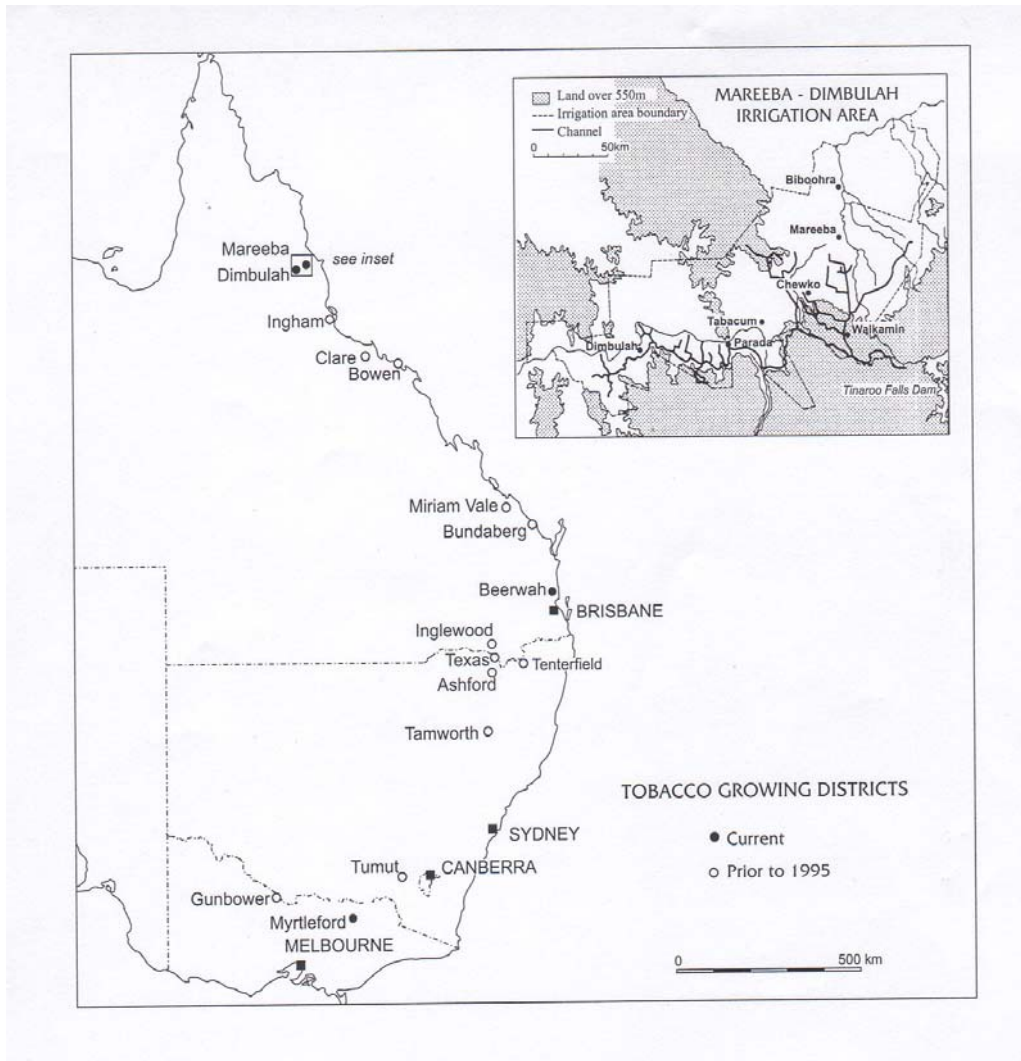 Land over 550m
Irrigation area boundary
Channel
0 50km
MAREEBA - DIMBULAH
IRRIGATION AREA
Biboohra
Mareeba
Chewko
Tabacum
Walkamin
Dimbulah
Parada
Tinaroo Falls Dam
Mareeba
Dimbulah
see inset
Ingham
Clare
Bowen
Miriam Vale
Bundaberg
Beerwah
BRISBANE
Inglewood
Texas
Tenterfield
Ashford
Tamworth
TOBACCO GROWING DISTRICTS
Current
Prior to 1995
SYDNEY
Tumut
CANBERRA
Gunbower
Myrtleford
MELBOURNE
0 500 km